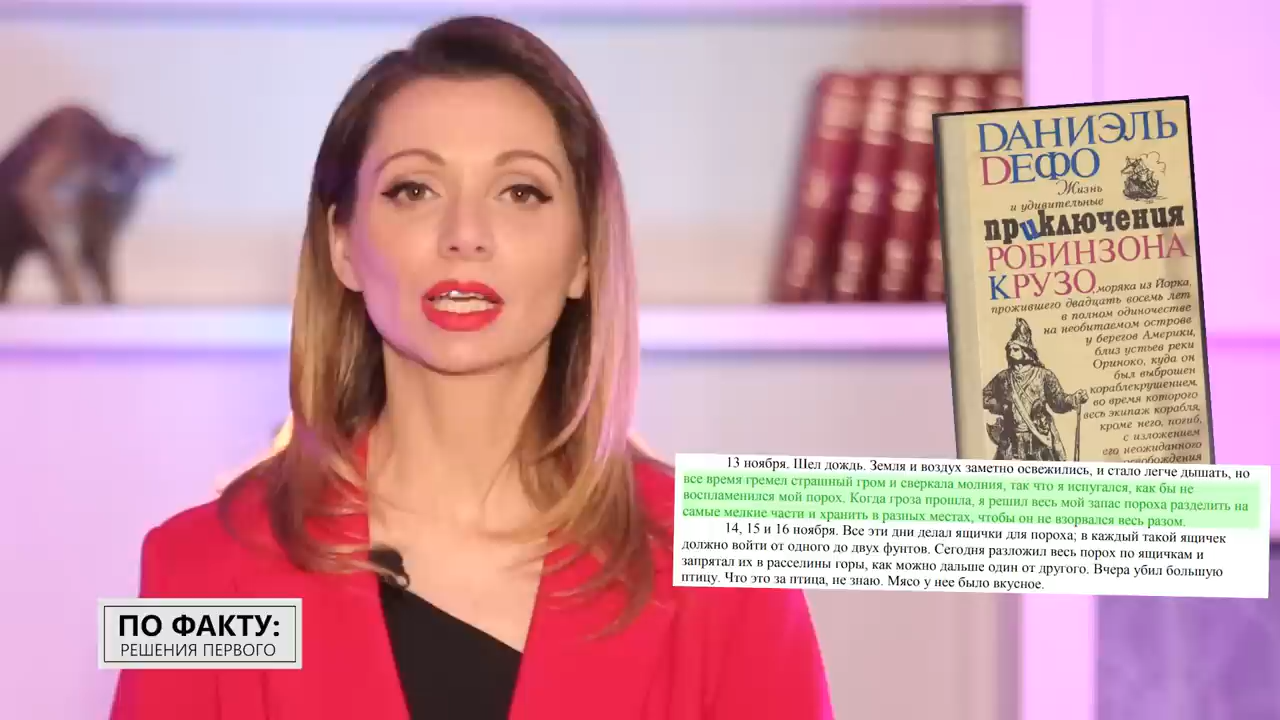 DАНИЭЛЬ
DЕФО
Жизнь
и удивительные
приключения
РОБИНЗОНА
КРУЗО, моряка из Йорка,
прожившего двадцать восемь лет
в полном одиночестве
на необитаемом острове
у берегов Америки,
близ устьев реки
Ориноко, куда он
был выброшен
кораблекрушением,
во время которого
весь экипаж корабля,
кроме него, погиб,
с изложением
его неожиданного
освобождения
13 ноября. Шел дождь. Земля и воздух заметно освежились, и стало легче дышать, но
все время гремел страшный гром и сверкала молния, так что я испугался, как бы не
воспламенился мой порох. Когда гроза прошла, я решил весь мой запас пороха разделить на
самые мелкие части и хранить в разных местах, чтобы он не взорвался весь разом.
14, 15 и 16 ноября. Все эти дни делал ящички для пороха; в каждый такой ящичек
должно войти от одного до двух фунтов. Сегодня разложил весь порох по ящичкам и
запрятал их в расселины горы, как можно дальше один от другого. Вчера убил большую
птицу. Что это за птица, не знаю. Мясо у нее было вкусное.
ПО ФАКТУ:
РЕШЕНИЯ ПЕРВОГО